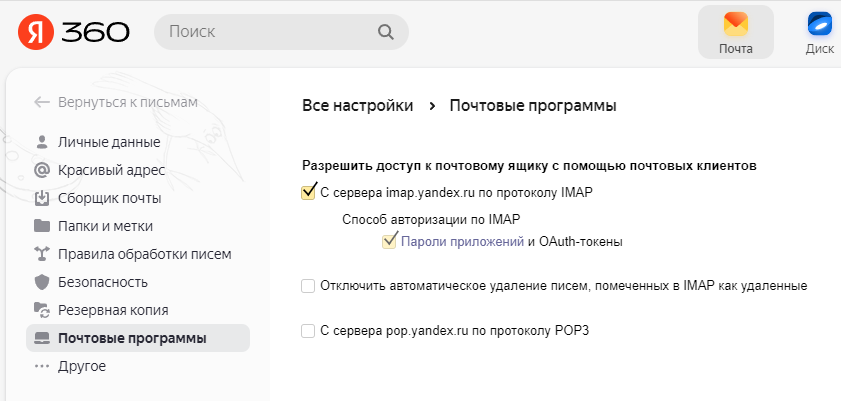 Я 360
Поиск
Почта
Диск
Вернуться к письмам
Личные данные
Красивый адрес
Сборщик почты
Папки и метки
Правила обработки писем
Безопасность
Резервная копия
Почтовые программы
Другое
Все настройки › Почтовые программы
Разрешить доступ к почтовому ящику с помощью почтовых клиентов
С сервера imap.yandex.ru по протоколу IMAP
Способ авторизации по IMAP
Пароли приложений и OAuth-токены
Отключить автоматическое удаление писем, помеченных в IMAP как удаленные
С сервера pop.yandex.ru по протоколу POP3